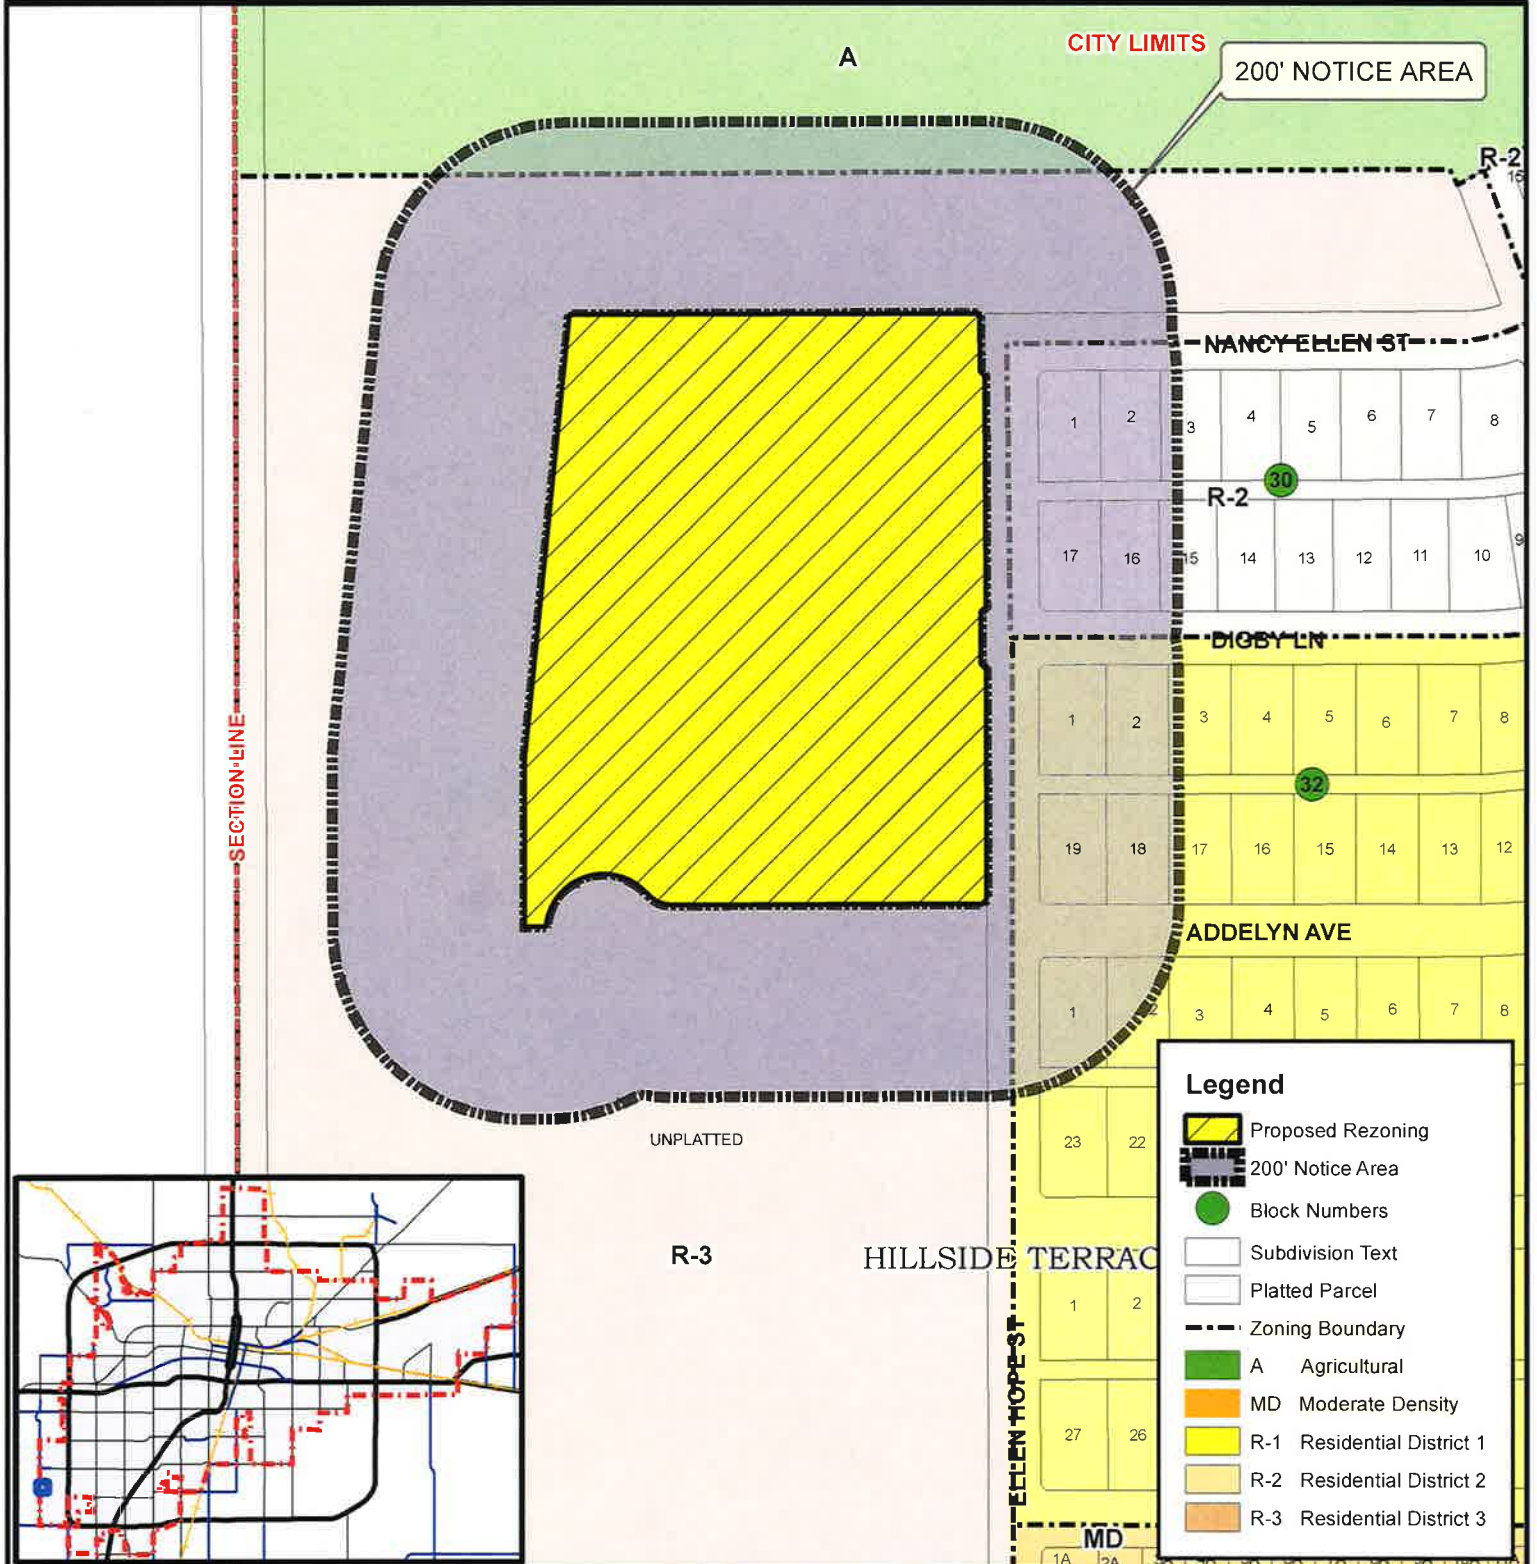 A
CITY LIMITS
200' NOTICE AREA
R-2
NANCY ELLEN ST
1 2 3 4 5 6 7 8
30
R-2
17 16 15 14 13 12 11 10 9
DIGBY LN
1 2 3 4 5 6 7 8
SECTION LINE
32
19 18 17 16 15 14 13 12
ADDELYN AVE
1 2 3 4 5 6 7 8
UNPLATTED
23 22
R-3
HILLSIDE TERRAC
1 2
ELLEN HOPE ST
27 26
MD
1A 2A
Legend
Proposed Rezoning
200' Notice Area
Block Numbers
Subdivision Text
Platted Parcel
Zoning Boundary
A Agricultural
MD Moderate Density
R-1 Residential District 1
R-2 Residential District 2
R-3 Residential District 3